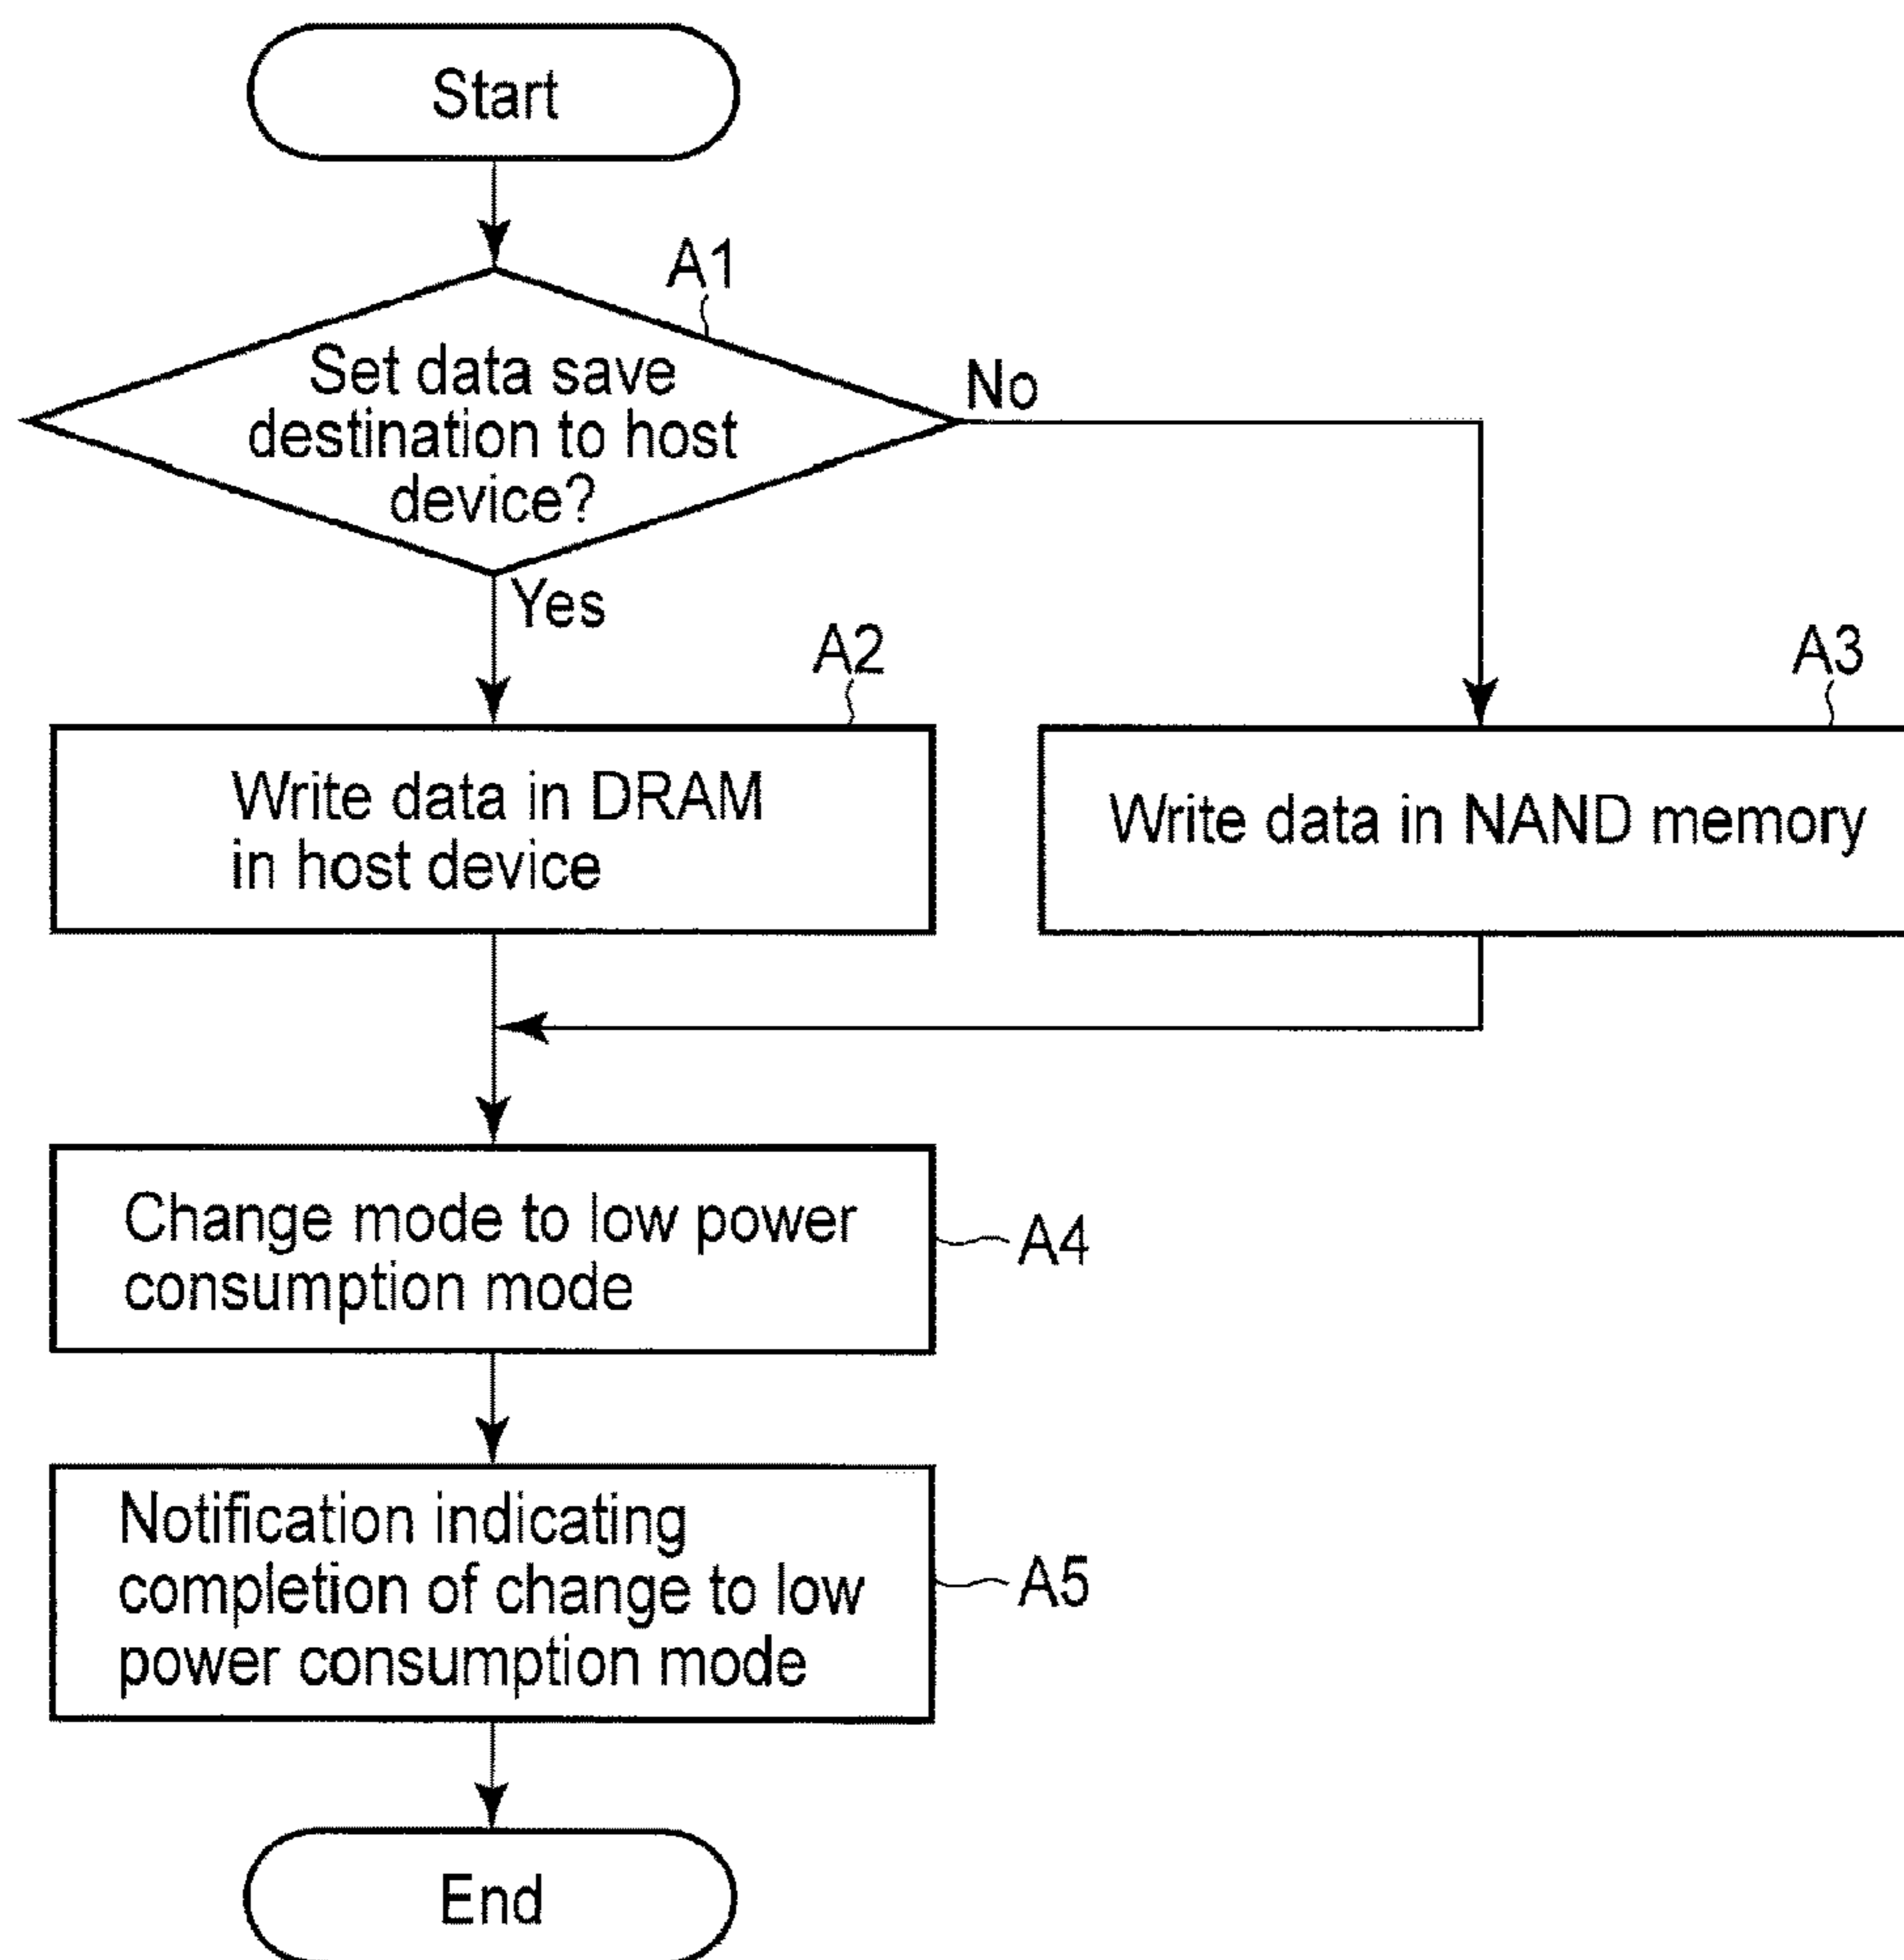 Start
A1
Set data save
destination to host
device?
No
Yes
A2
Write data in DRAM
in host device
A3
Write data in NAND memory
Change mode to low power
consumption mode
A4
Notification indicating
completion of change to low
power consumption mode
A5
End